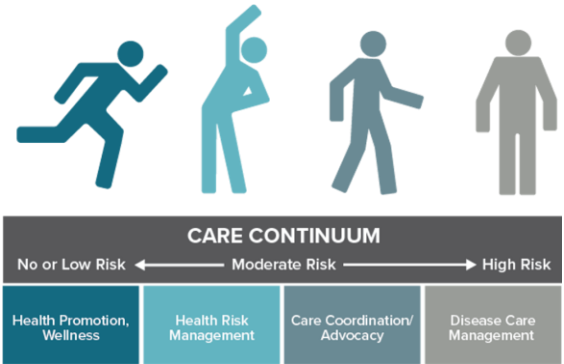 CARE CONTINUUM
No or Low Risk Moderate Risk High Risk
Health Promotion,
Wellness
Health Risk
Management
Care Coordination/
Advocacy
Disease Care
Management